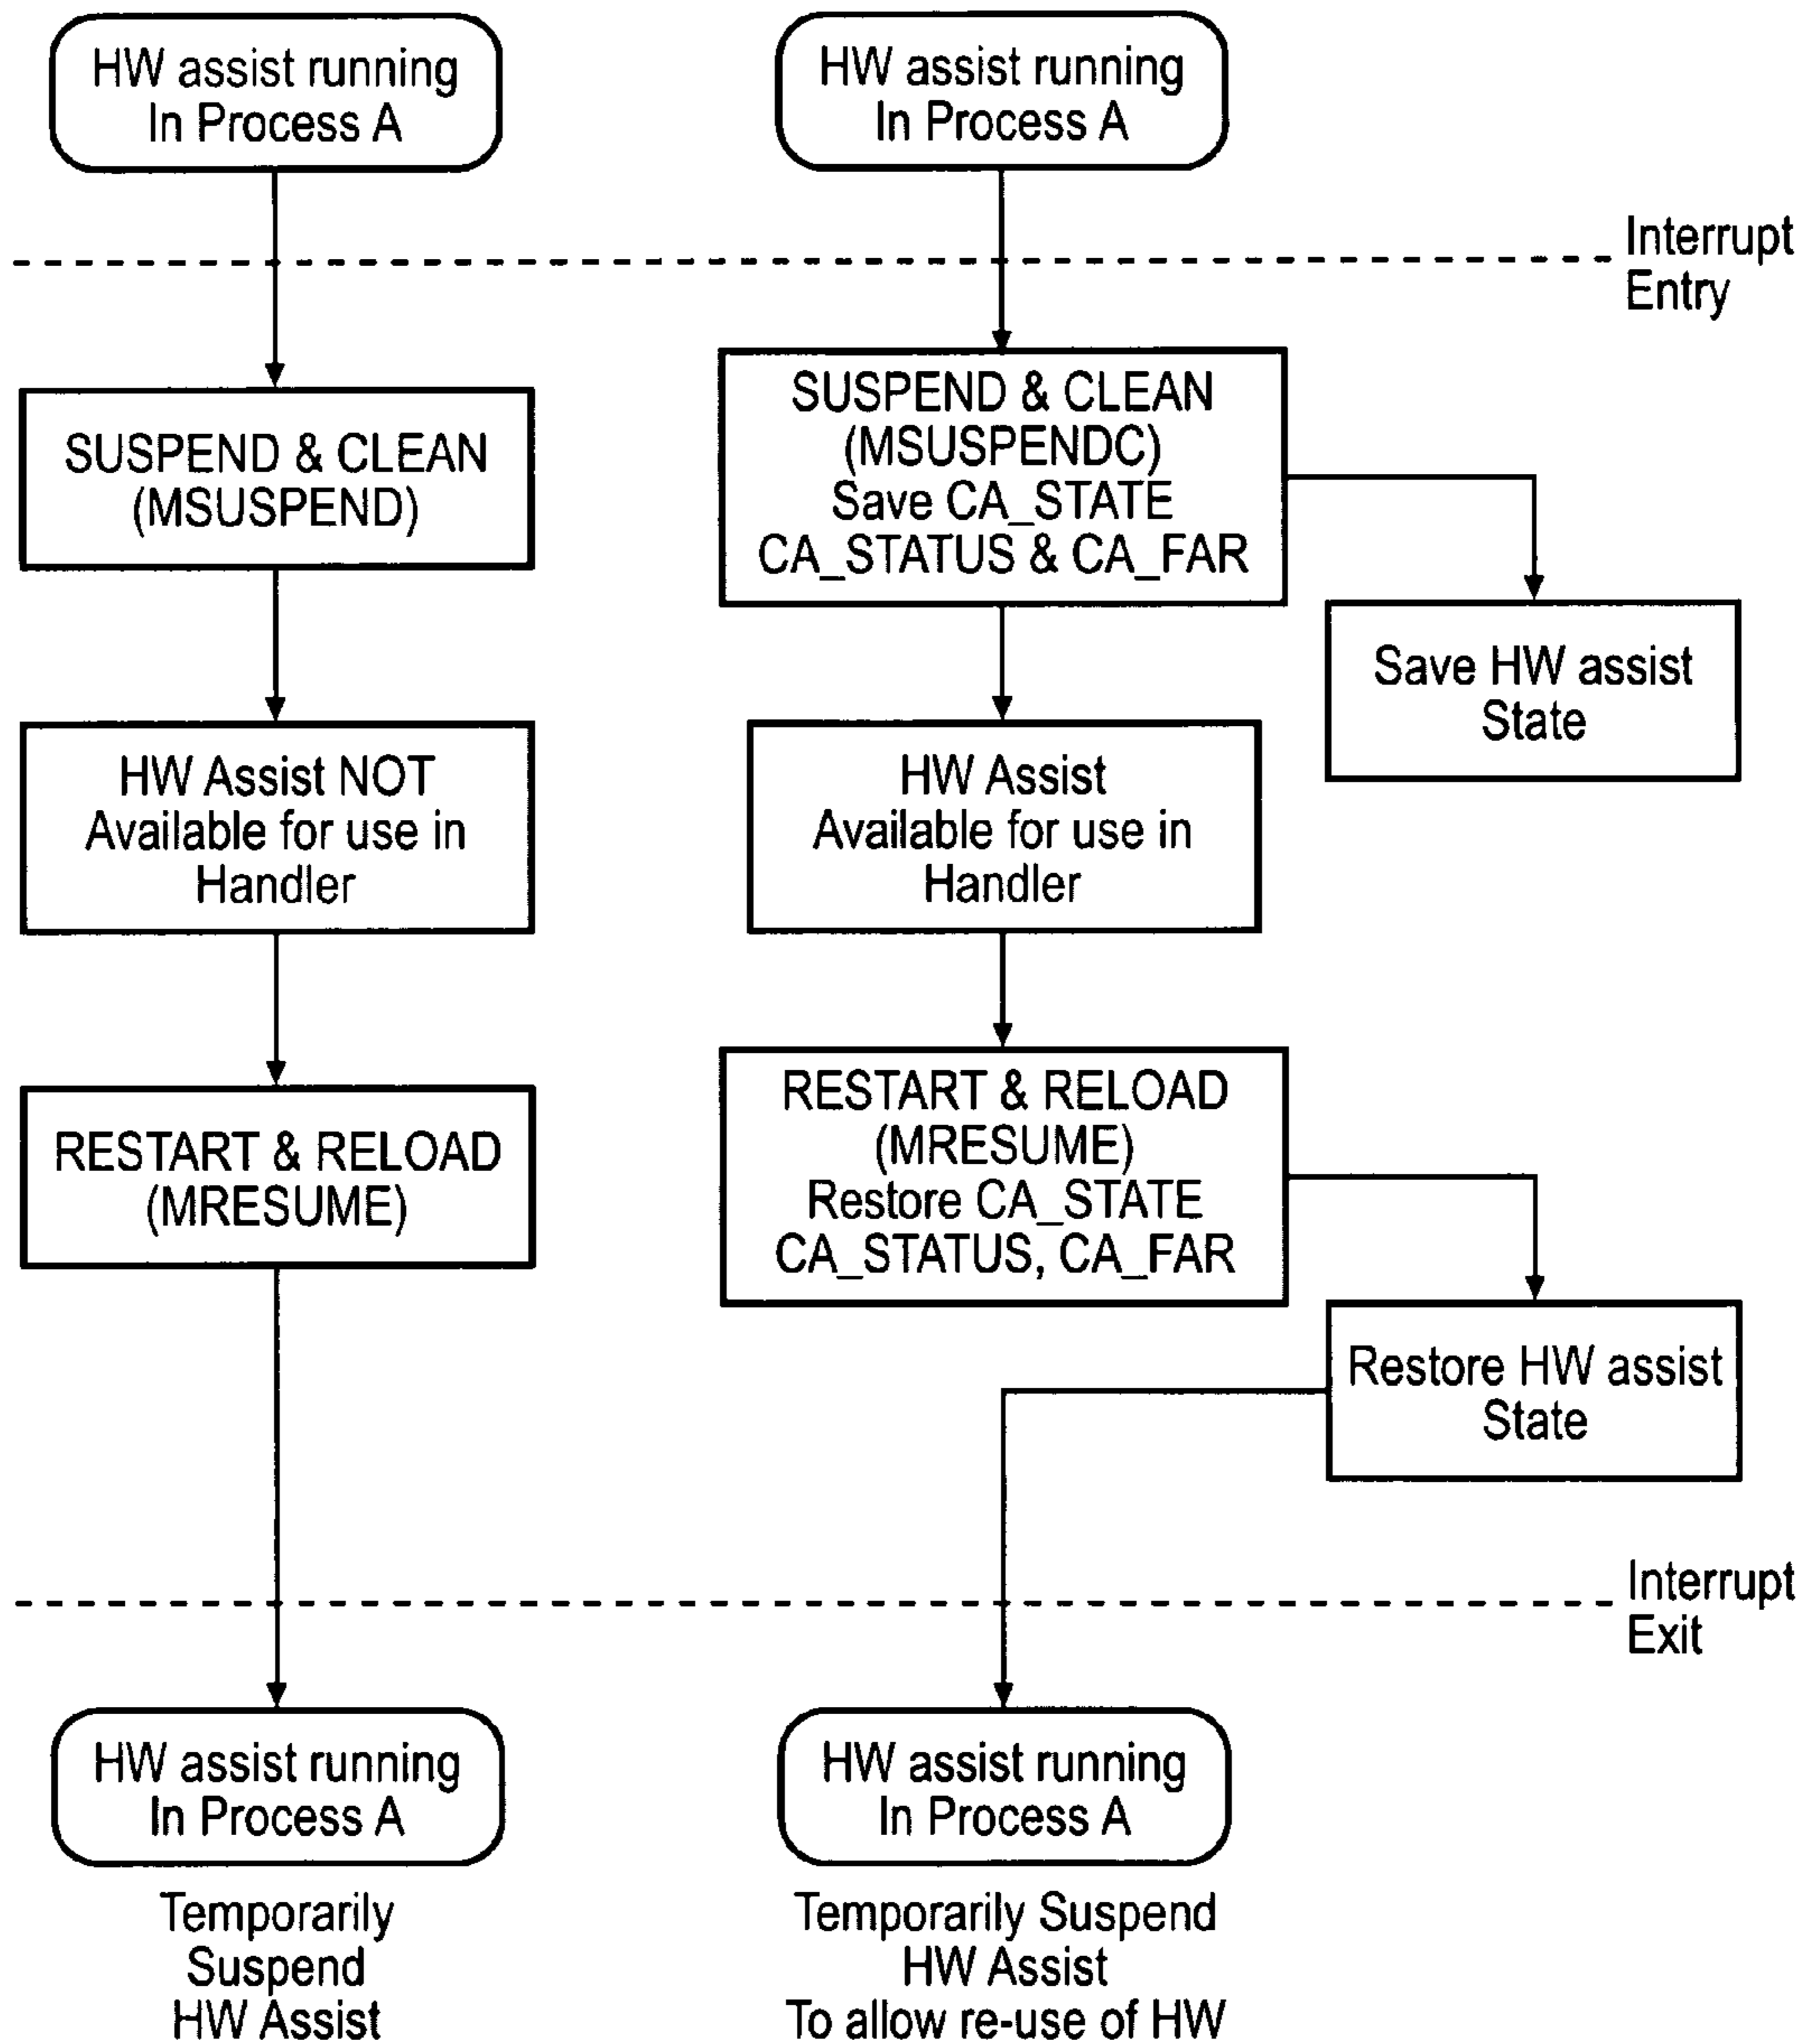 HW assist running
In Process A
HW assist running
In Process A
Interrupt
Entry
SUSPEND & CLEAN
(MSUSPEND)
SUSPEND & CLEAN
(MSUSPENDC)
Save CA_STATE
CA_STATUS & CA_FAR
Save HW assist
State
HW Assist NOT
Available for use in
Handler
HW Assist
Available for use in
Handler
RESTART & RELOAD
(MRESUME)
RESTART & RELOAD
(MRESUME)
Restore CA_STATE
CA_STATUS, CA_FAR
Restore HW assist
State
Interrupt
Exit
HW assist running
In Process A
HW assist running
In Process A
Temporarily
Suspend
HW Assist
Temporarily Suspend
HW Assist
To allow re-use of HW